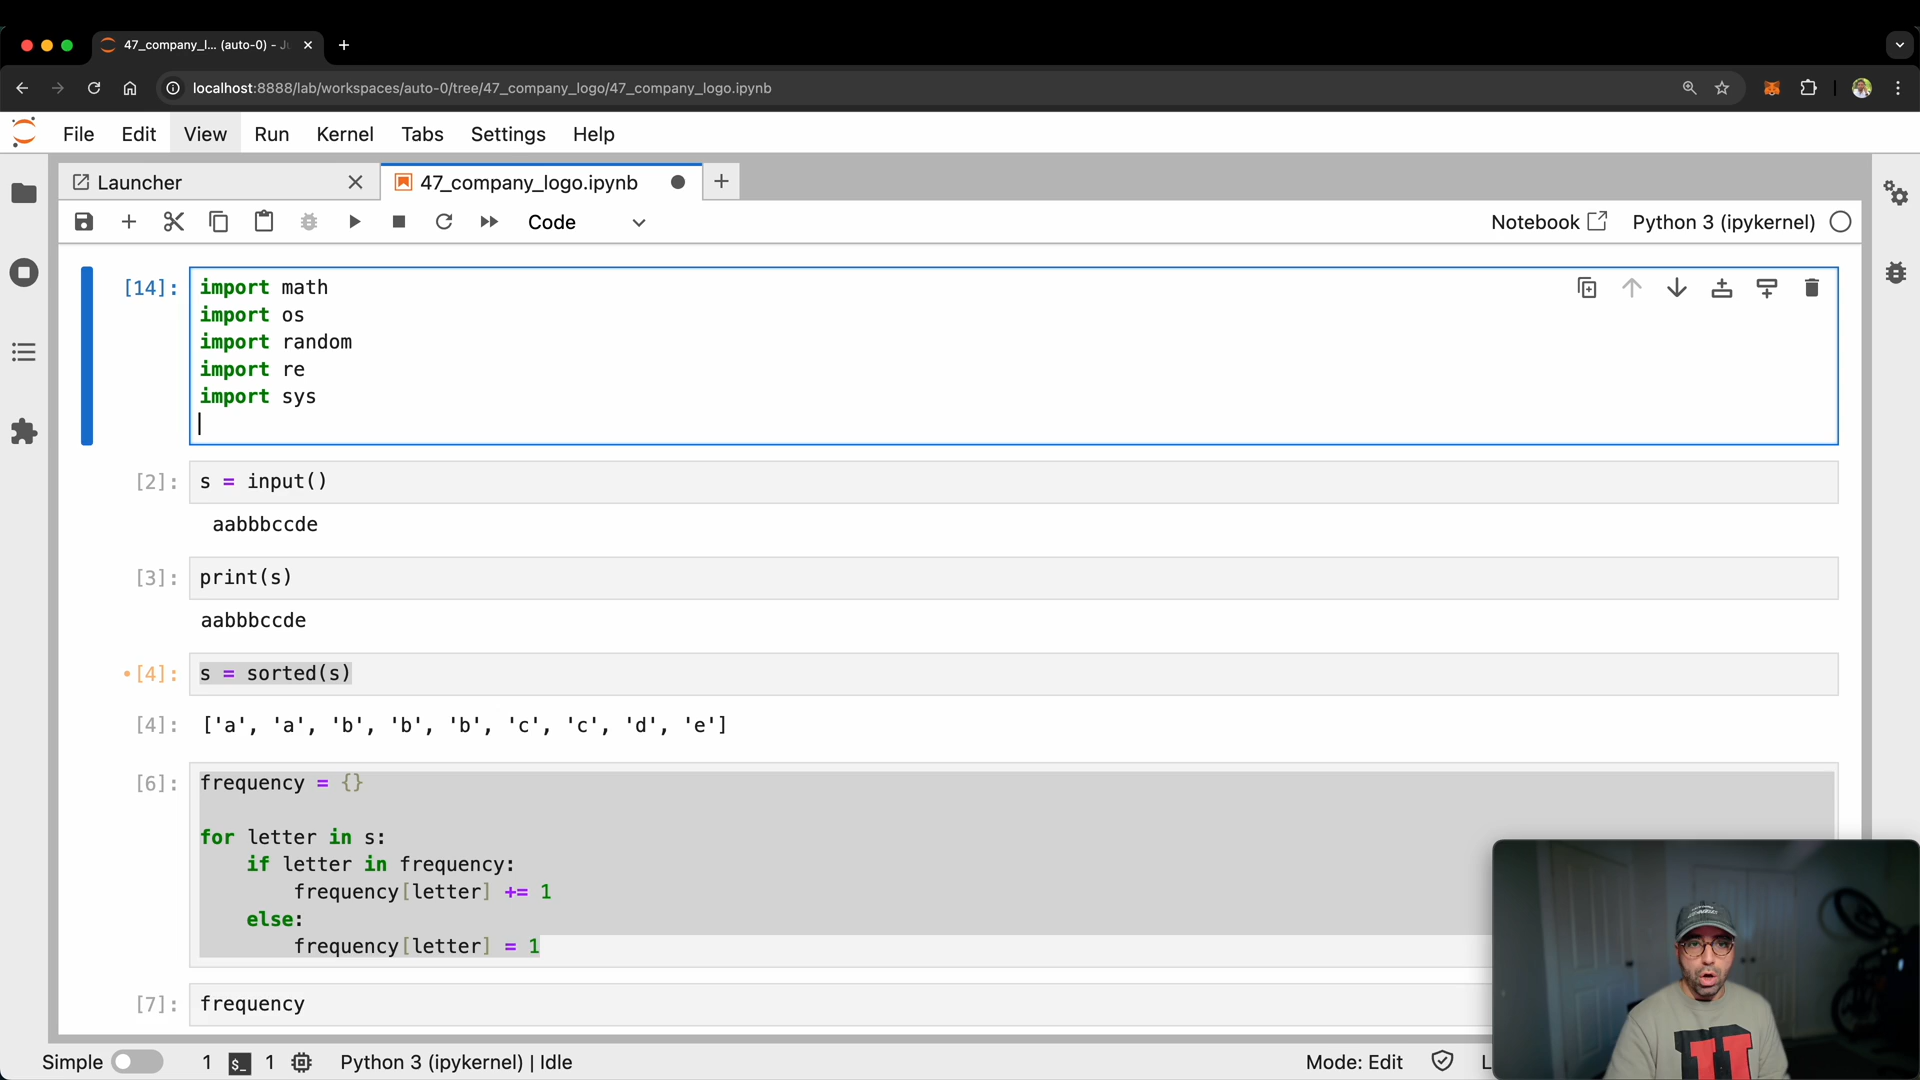 47_company_l... (auto-0) - Ju
localhost:8888/lab/workspaces/auto-0/tree/47_company_logo/47_company_logo.ipynb
File Edit View Run Kernel Tabs Settings Help
Launcher 47_company_logo.ipynb
Code Notebook Python 3 (ipykernel)
[14]: import math
import os
import random
import re
import sys
[2]: s = input()
aabbbccde
[3]: print(s)
aabbbccde
[4]: s = sorted(s)
[4]: ['a', 'a', 'b', 'b', 'b', 'c', 'c', 'd', 'e']
[6]: frequency = {}
for letter in s:
if letter in frequency:
frequency[letter] += 1
else:
frequency[letter] = 1
[7]: frequency
Simple 1 $_ 1 Python 3 (ipykernel) | Idle Mode: Edit L